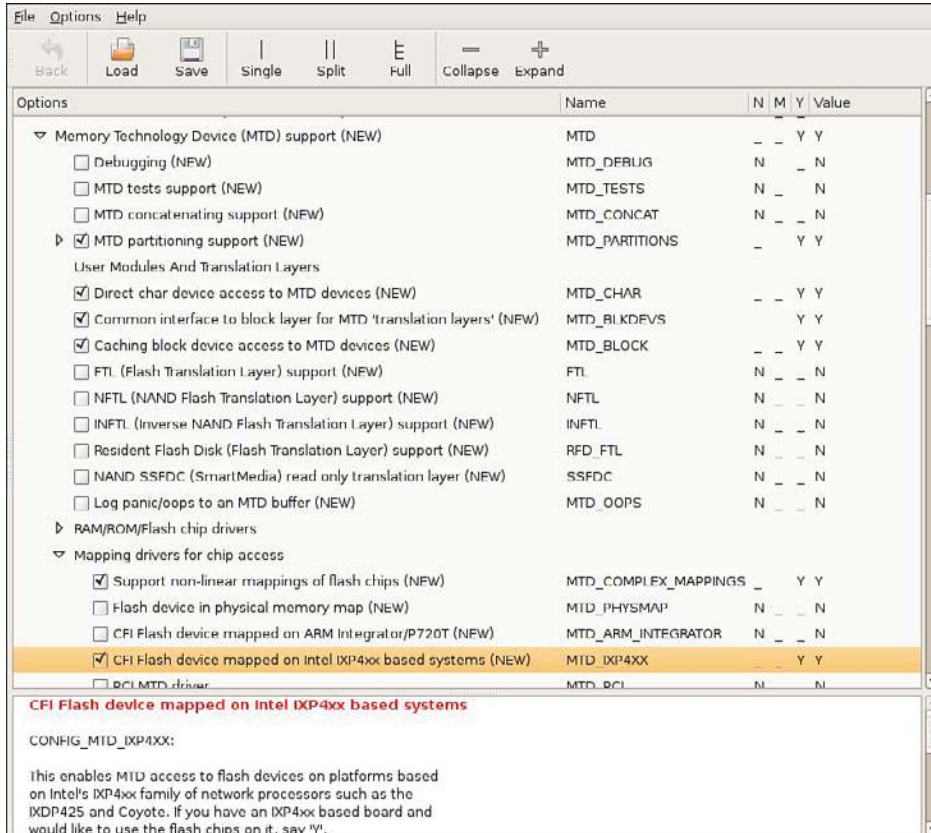 File Options Help
Back Load Save Single Split Full Collapse Expand
Options Name N M Y Value
Memory Technology Device (MTD) support (NEW) MTD _ _ Y Y
Debugging (NEW) MTD_DEBUG N _ N
MTD tests support (NEW) MTD_TESTS N _ N
MTD concatenating support (NEW) MTD_CONCAT N _ _ N
MTD partitioning support (NEW) MTD_PARTITIONS _ Y Y
User Modules And Translation Layers
Direct char device access to MTD devices (NEW) MTD_CHAR _ _ Y Y
Common interface to block layer for MTD 'translation layers' (NEW) MTD_BLKDEVS Y Y
Caching block device access to MTD devices (NEW) MTD_BLOCK _ _ Y Y
FTL (Flash Translation Layer) support (NEW) FTL N _ _ N
NFTL (NAND Flash Translation Layer) support (NEW) NFTL N _ _ N
INFTL (Inverse NAND Flash Translation Layer) support (NEW) INFTL N _ _ N
Resident Flash Disk (Flash Translation Layer) support (NEW) RFD_FTL N _ _ N
NAND SSFDC (SmartMedia) read only translation layer (NEW) SSFDC N _ _ N
Log panic/oops to an MTD buffer (NEW) MTD_OOPS N _ _ N
RAM/ROM/Flash chip drivers
Mapping drivers for chip access
Support non-linear mappings of flash chips (NEW) MTD_COMPLEX_MAPPINGS _ Y Y
Flash device in physical memory map (NEW) MTD_PHYSMAP N _ _ N
CFI Flash device mapped on ARM Integrator/P720T (NEW) MTD_ARM_INTEGRATOR N _ _ N
CFI Flash device mapped on Intel IXP4xx based systems (NEW) MTD_IXP4XX _ _ Y Y
PCI MTD driver MTD_PCI N N
CFI Flash device mapped on Intel IXP4xx based systems
CONFIG_MTD_IXP4XX:
This enables MTD access to flash devices on platforms based
on Intel's IXP4xx family of network processors such as the
IXDP425 and Coyote. If you have an IXP4xx based board and
would like to use the flash chips on it, say 'Y'.